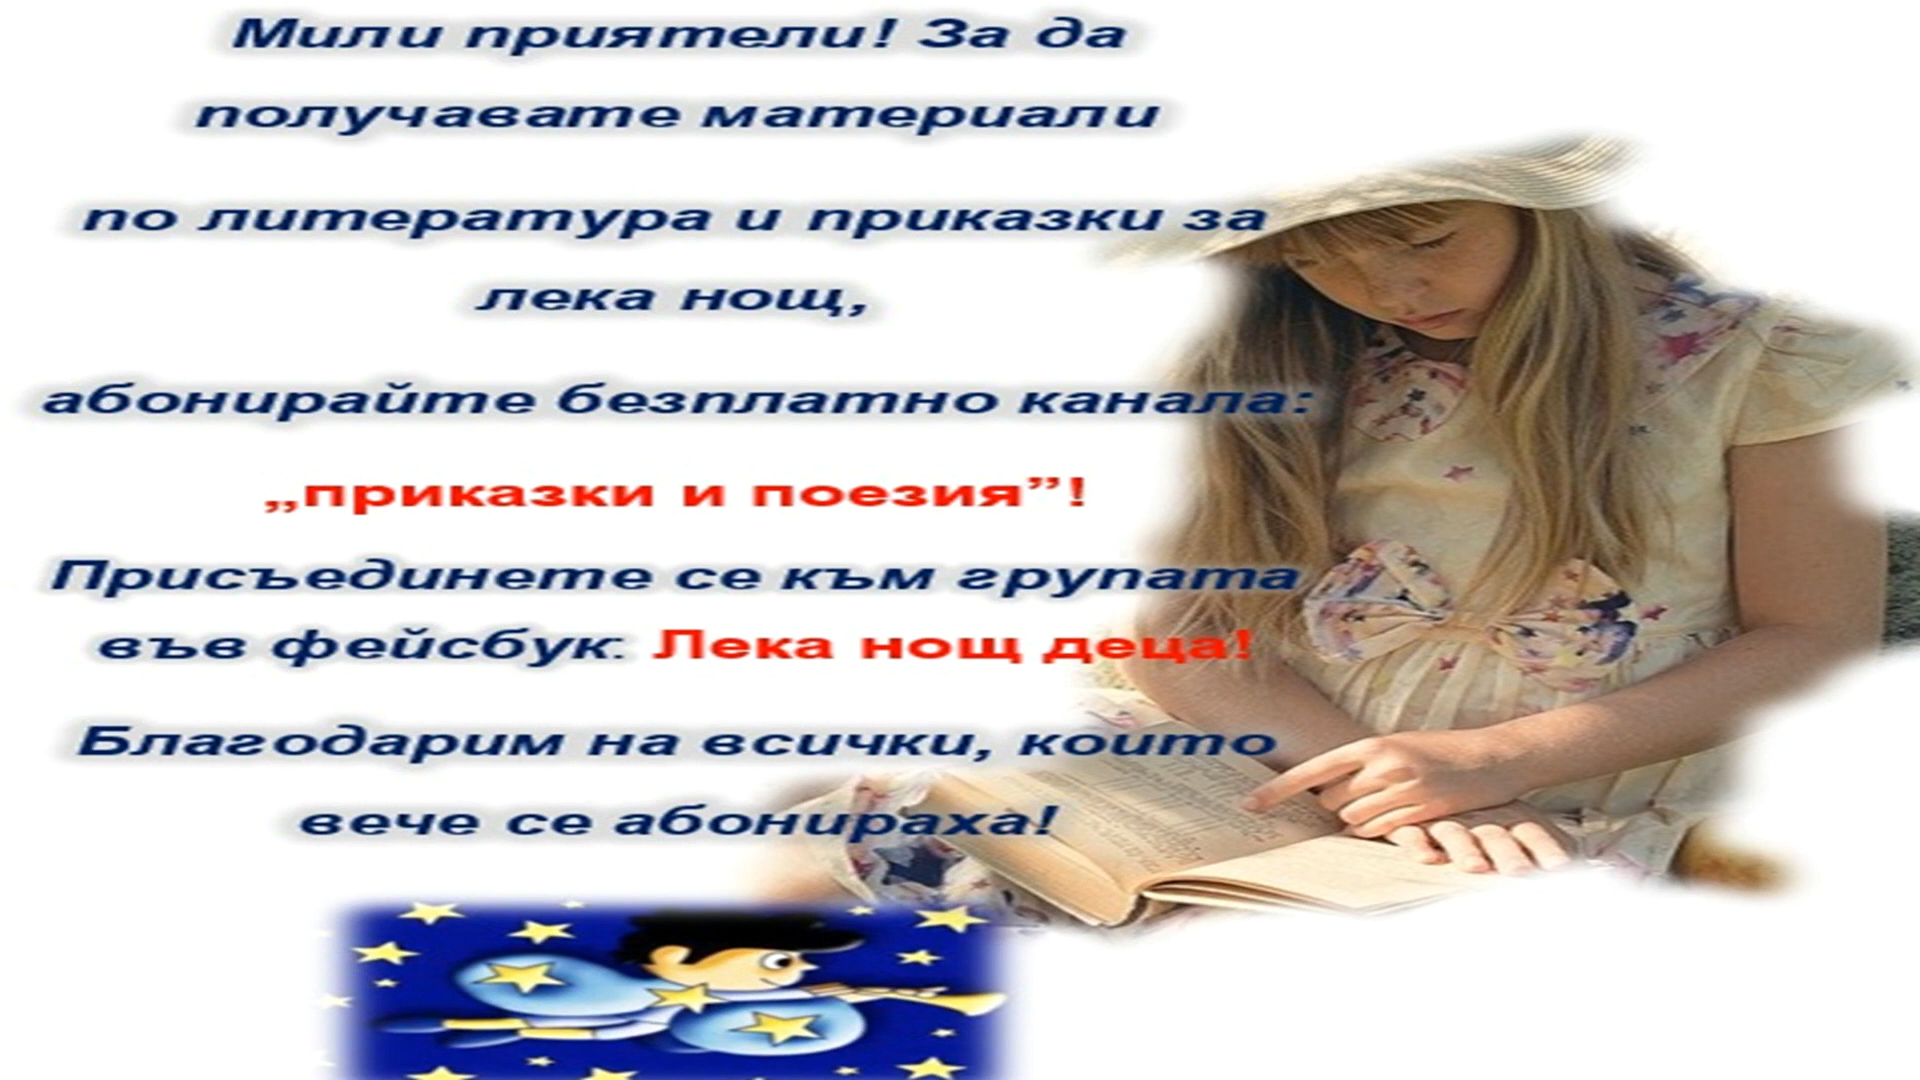 Мили приятели! За да
получавате материали
по литература и приказки за
лека нощ,
абонирайте безплатно канала:
„приказки и поезия”!
Присъединете се към групата
във фейсбук: Лека нощ деца!
Благодарим на всички, които
вече се абонираха!